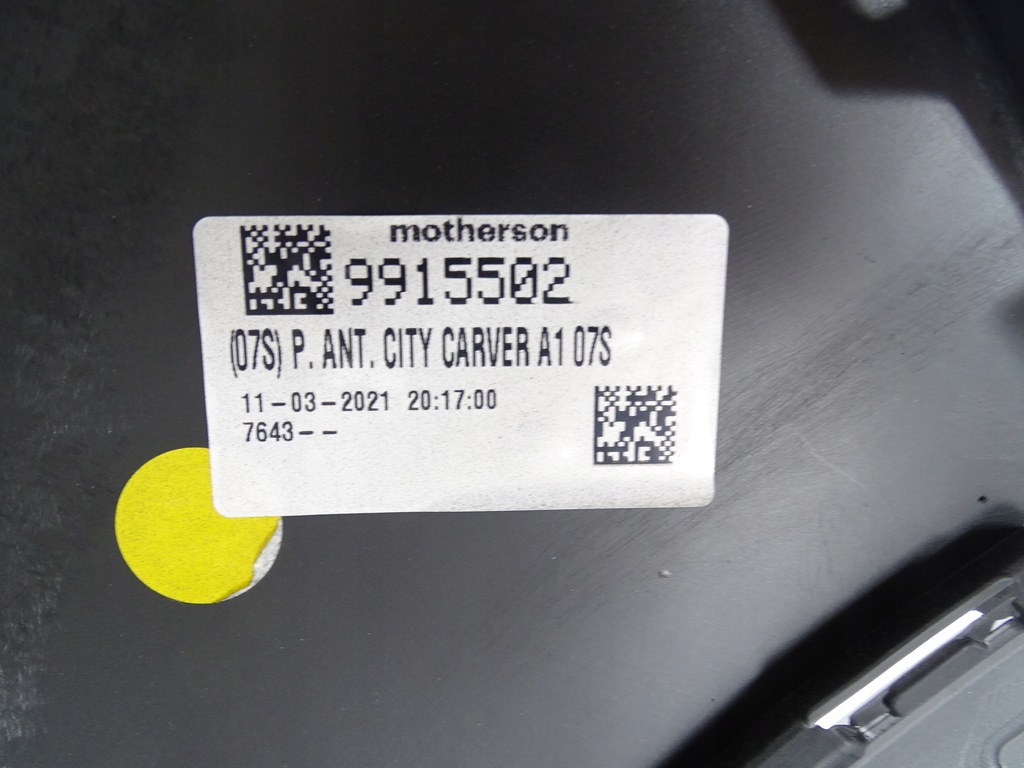 motherson
9915502
(07S) P. ANT. CITY CARVER A1 07S
11-03-2021 20:17:00
7643--